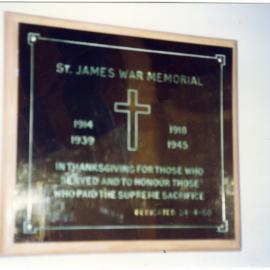 ST. JAMES WAR MEMORIAL
1914 1918
1939 1945
IN THANKSGIVING FOR THOSE WHO
SERVED AND TO HONOUR THOSE
WHO PAID THE SUPREME SACRIFICE
DEDICATED